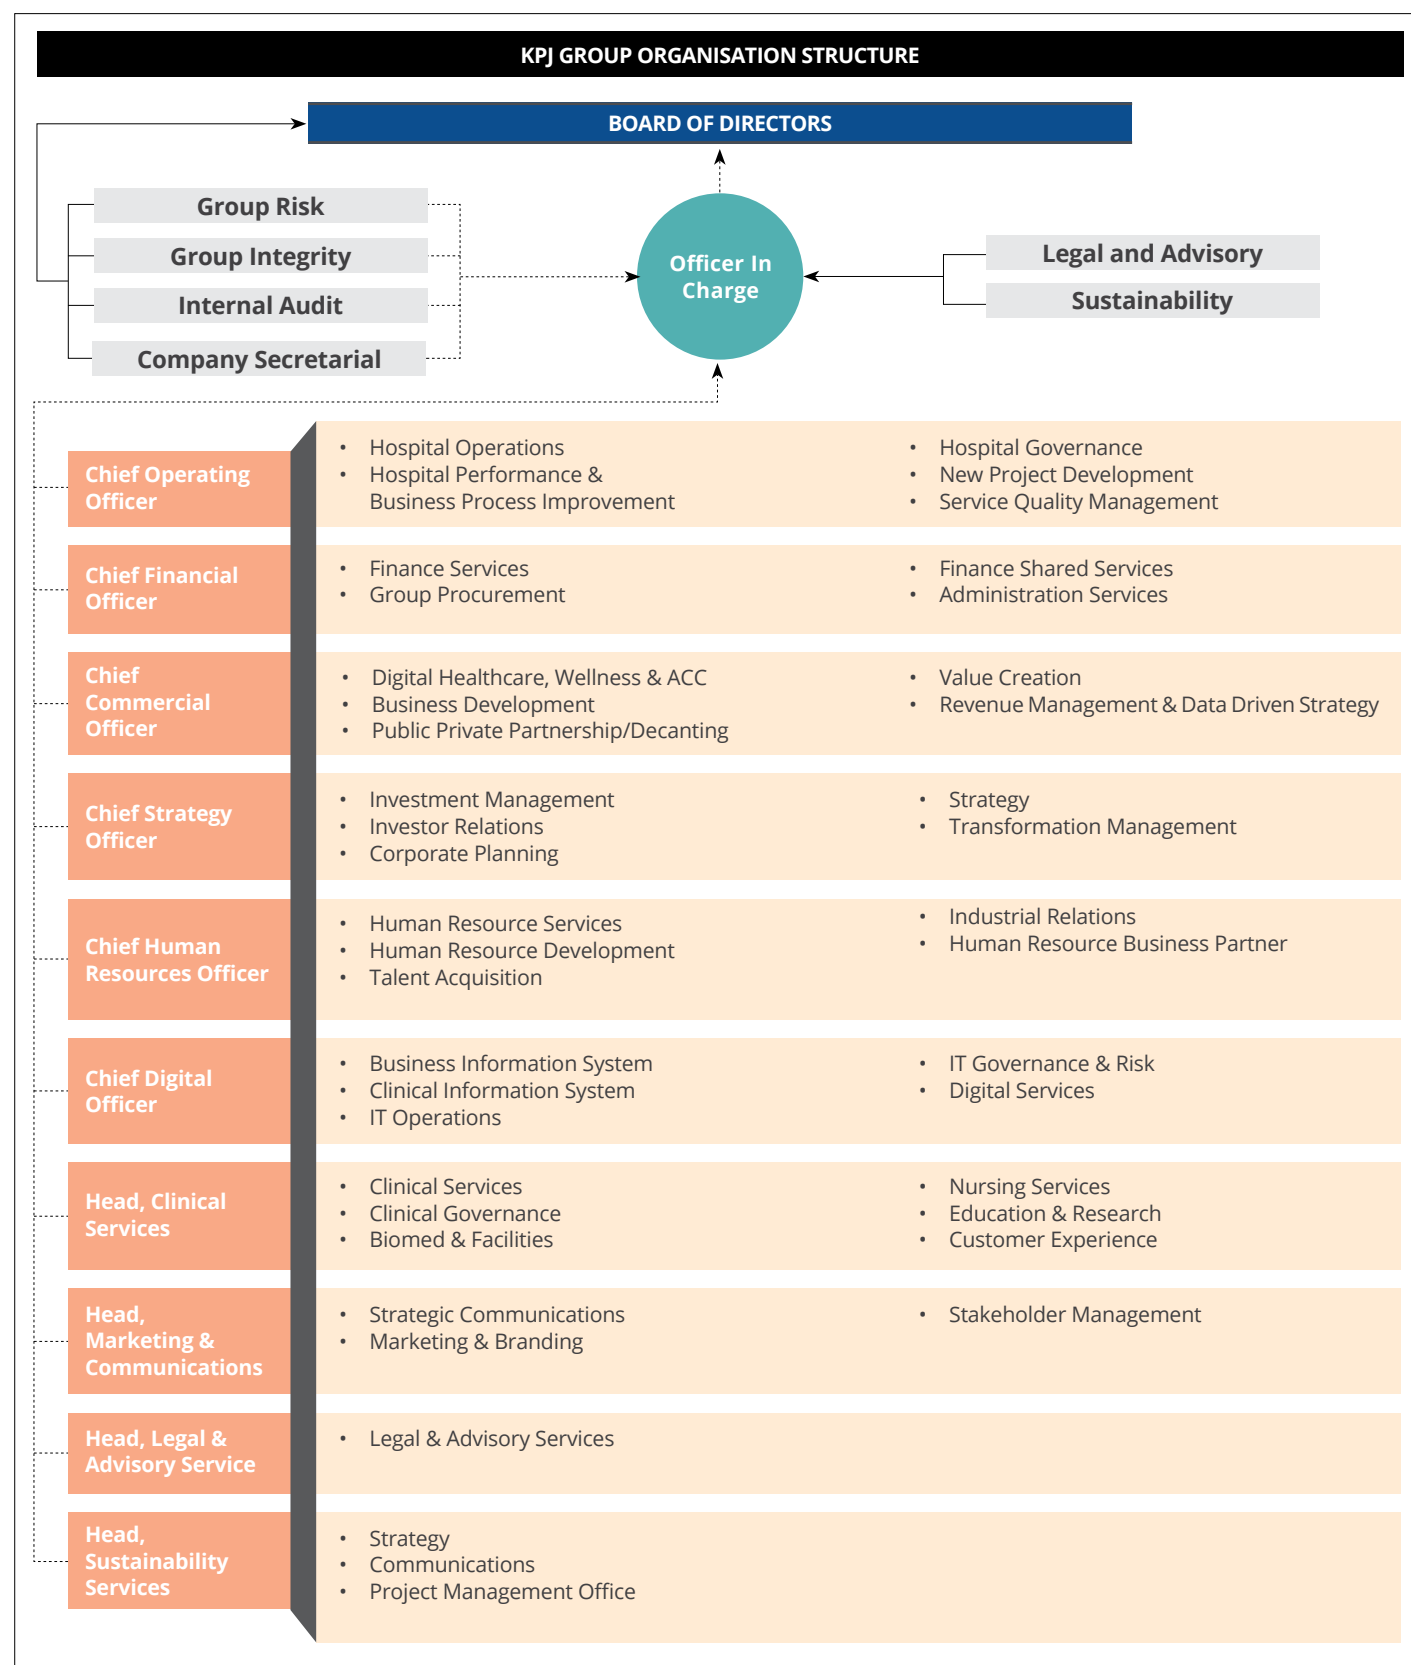 KPJ GROUP ORGANISATION STRUCTURE
BOARD OF DIRECTORS
Group Risk
Group Integrity
Internal Audit
Company Secretarial
Officer In
Charge
Legal and Advisory
Sustainability
Chief Operating
Officer
• Hospital Operations
• Hospital Performance &
Business Process Improvement
• Hospital Governance
• New Project Development
• Service Quality Management
Chief Financial
Officer
• Finance Services
• Group Procurement
• Finance Shared Services
• Administration Services
Chief
Commercial
Officer
• Digital Healthcare, Wellness & ACC
• Business Development
• Public Private Partnership/Decanting
• Value Creation
• Revenue Management & Data Driven Strategy
Chief Strategy
Officer
• Investment Management
• Investor Relations
• Corporate Planning
• Strategy
• Transformation Management
Chief Human
Resources Officer
• Human Resource Services
• Human Resource Development
• Talent Acquisition
• Industrial Relations
• Human Resource Business Partner
Chief Digital
Officer
• Business Information System
• Clinical Information System
• IT Operations
• IT Governance & Risk
• Digital Services
Head, Clinical
Services
• Clinical Services
• Clinical Governance
• Biomed & Facilities
• Nursing Services
• Education & Research
• Customer Experience
Head,
Marketing &
Communications
• Strategic Communications
• Marketing & Branding
• Stakeholder Management
Head, Legal &
Advisory Service
• Legal & Advisory Services
Head,
Sustainability
Services
• Strategy
• Communications
• Project Management Office